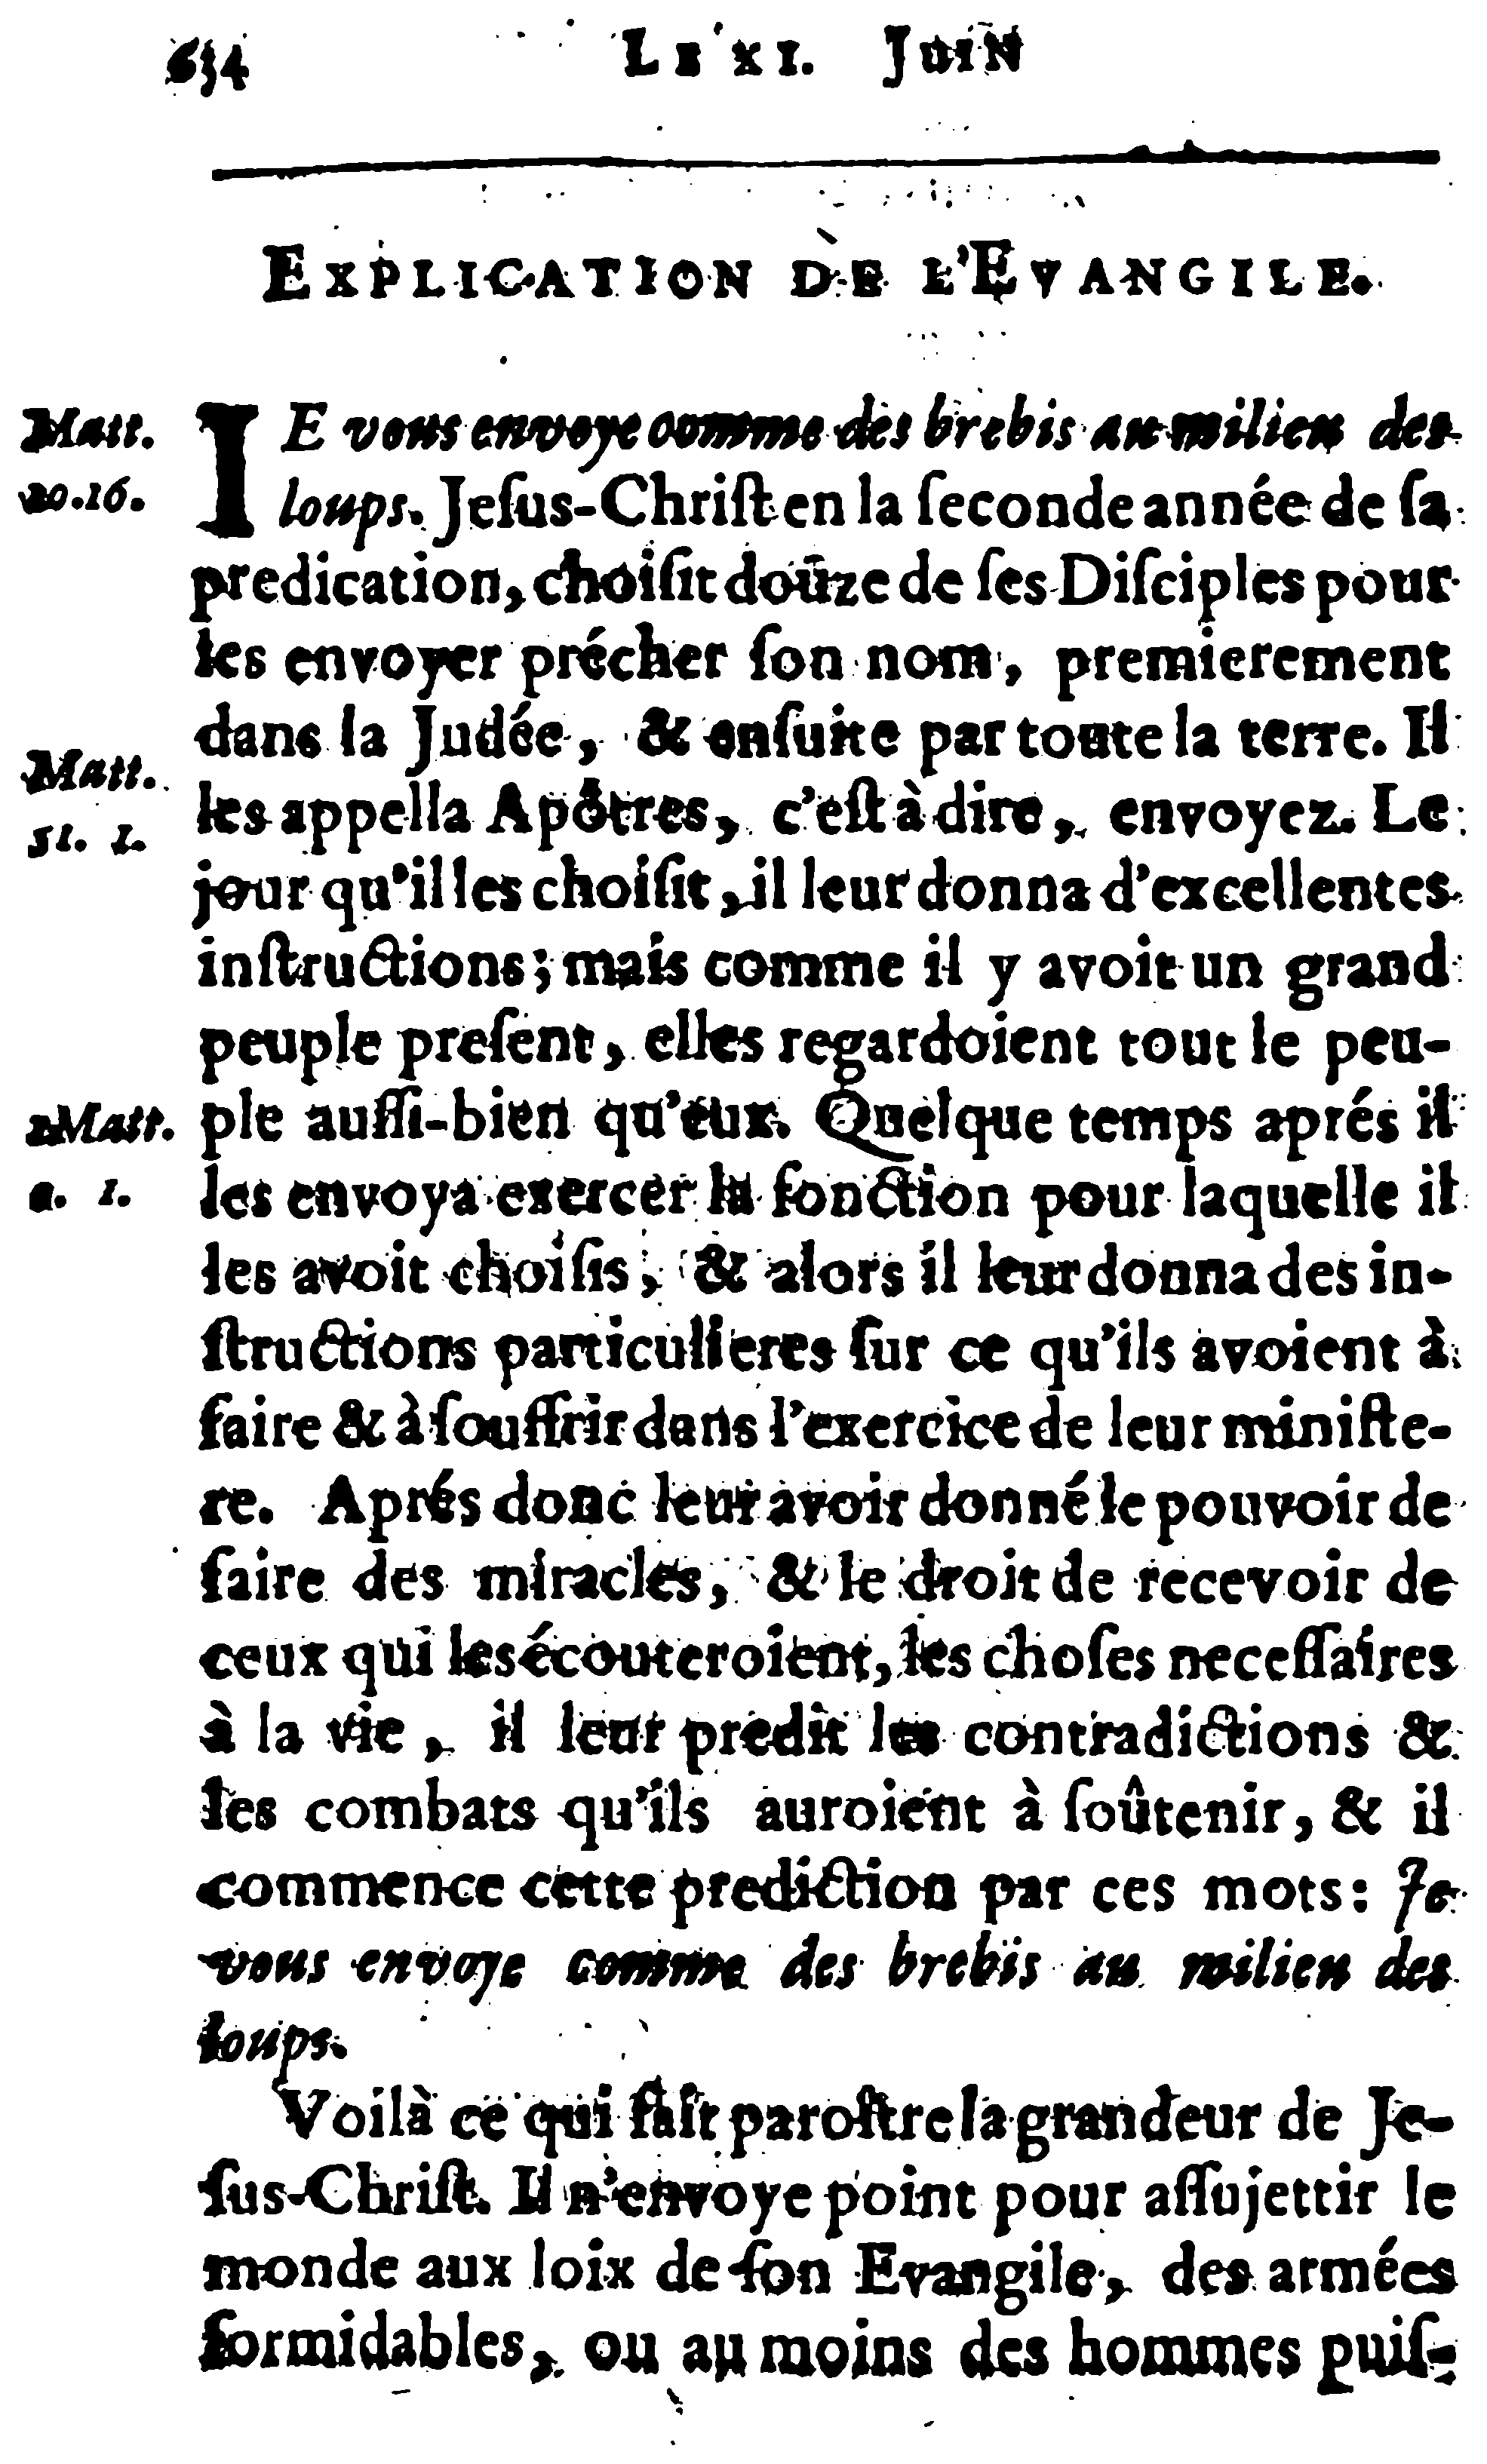 634 LE XI. JUIN
EXPLICATION DE L'EVANGILE.
Matt.
10.16.
IE vous envoye comme des brebis au milieu des
loups. Jeſus-Chriſt en la ſeconde année de ſa
predication, choiſit douze de ſes Diſciples pour
les envoyer précher ſon nom, premierement
dans la Judée, & enſuite par toute la terre. Il
Matt.
51. 1.
les appella Apôtres, c'eſt à dire, envoyez. Le
jour qu'il les choiſit, il leur donna d'excellentes
inſtructions; mais comme il y avoit un grand
peuple preſent, elles regardoient tout le peu-
Matt.
1.
ple auſſi-bien qu'eux. Quelque temps aprés il
les envoya exercer la fonction pour laquelle il
les avoit choiſis, & alors il leur donna des in-
ſtructions particulieres ſur ce qu'ils avoient à
faire & à ſouffrir dans l'exercice de leur miniſte-
re. Aprés donc leur avoir donné le pouvoir de
faire des miracles, & le droit de recevoir de
ceux qui les écouteroient, les choſes neceſſaires
à la vie, il leur predit les contradictions &
les combats qu'ils auroient à ſoûtenir, & il
commence cette prediction par ces mots: Je
vous envoye comme des brebis au milieu des
loups.
Voilà ce qui fait paroſtre la grandeur de Je-
ſus-Chriſt. Il n'envoye point pour aſſujettir le
monde aux loix de ſon Evangile, des armées
formidables, ou au moins des hommes puiſ-